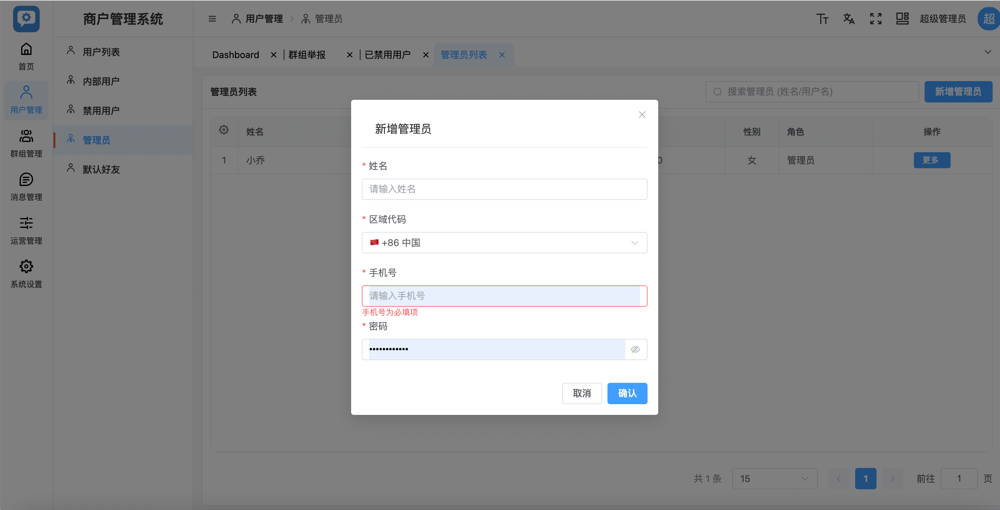 商户管理系统
用户管理
管理员
超级管理员
超
首页
用户管理
群组管理
消息管理
运营管理
系统设置
用户列表
内部用户
禁用用户
管理员
默认好友
Dashboard
群组举报
已禁用用户
管理员列表
管理员列表
搜索管理员 (姓名/用户名)
新增管理员
姓名
性别
角色
操作
1
小乔
0
女
管理员
更多
新增管理员
* 姓名
请输入姓名
* 区域代码
🇨🇳 +86 中国
* 手机号
请输入手机号
手机号为必填项
* 密码
••••••••••••
取消
确认
共 1 条
15
1
前往
1
页